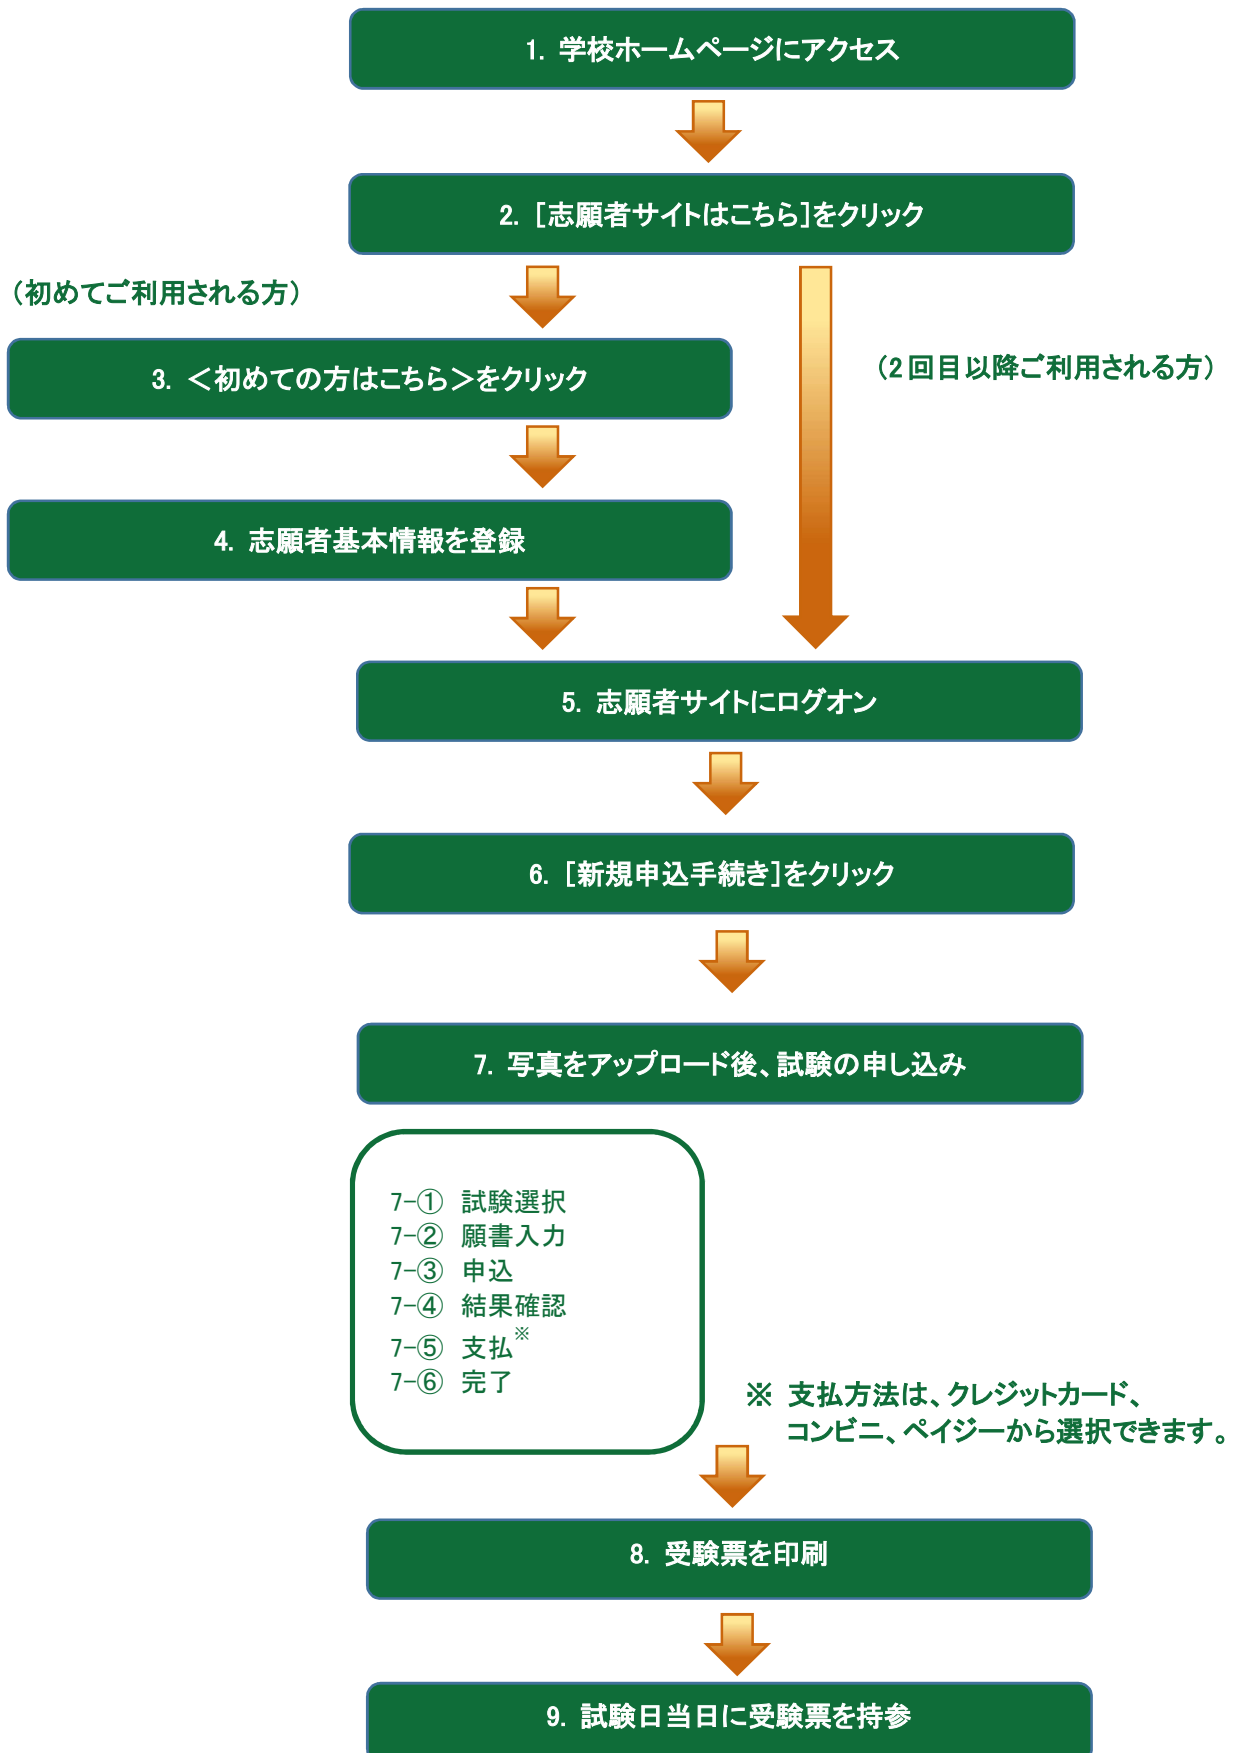 1. 学校ホームページにアクセス
2. [志願者サイトはこちら]をクリック
(初めてご利用される方)
3. <初めての方はこちら>をクリック
(2回目以降ご利用される方)
4. 志願者基本情報を登録
5. 志願者サイトにログオン
6. [新規申込手続き]をクリック
7. 写真をアップロード後、試験の申し込み
7-① 試験選択
7-② 願書入力
7-③ 申込
7-④ 結果確認
7-⑤ 支払※
7-⑥ 完了
※ 支払方法は、クレジットカード、
コンビニ、ペイジーから選択できます。
8. 受験票を印刷
9. 試験日当日に受験票を持参